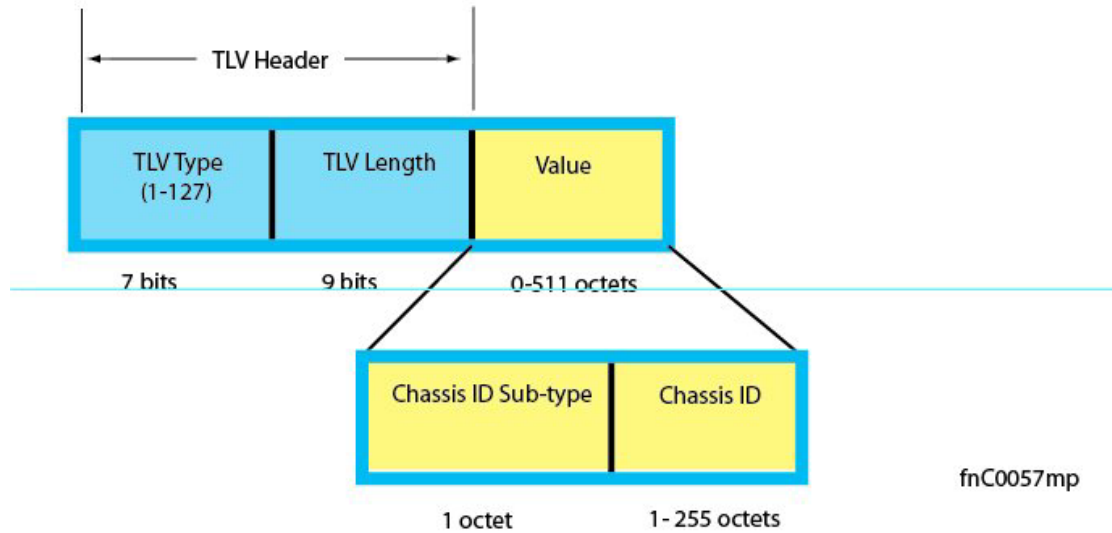 TLV Header
TLV Type
(1-127)
TLV Length
Value
7 bits
9 bits
0-511 octets
Chassis ID Sub-type
Chassis ID
fnC0057mp
1 octet
1- 255 octets